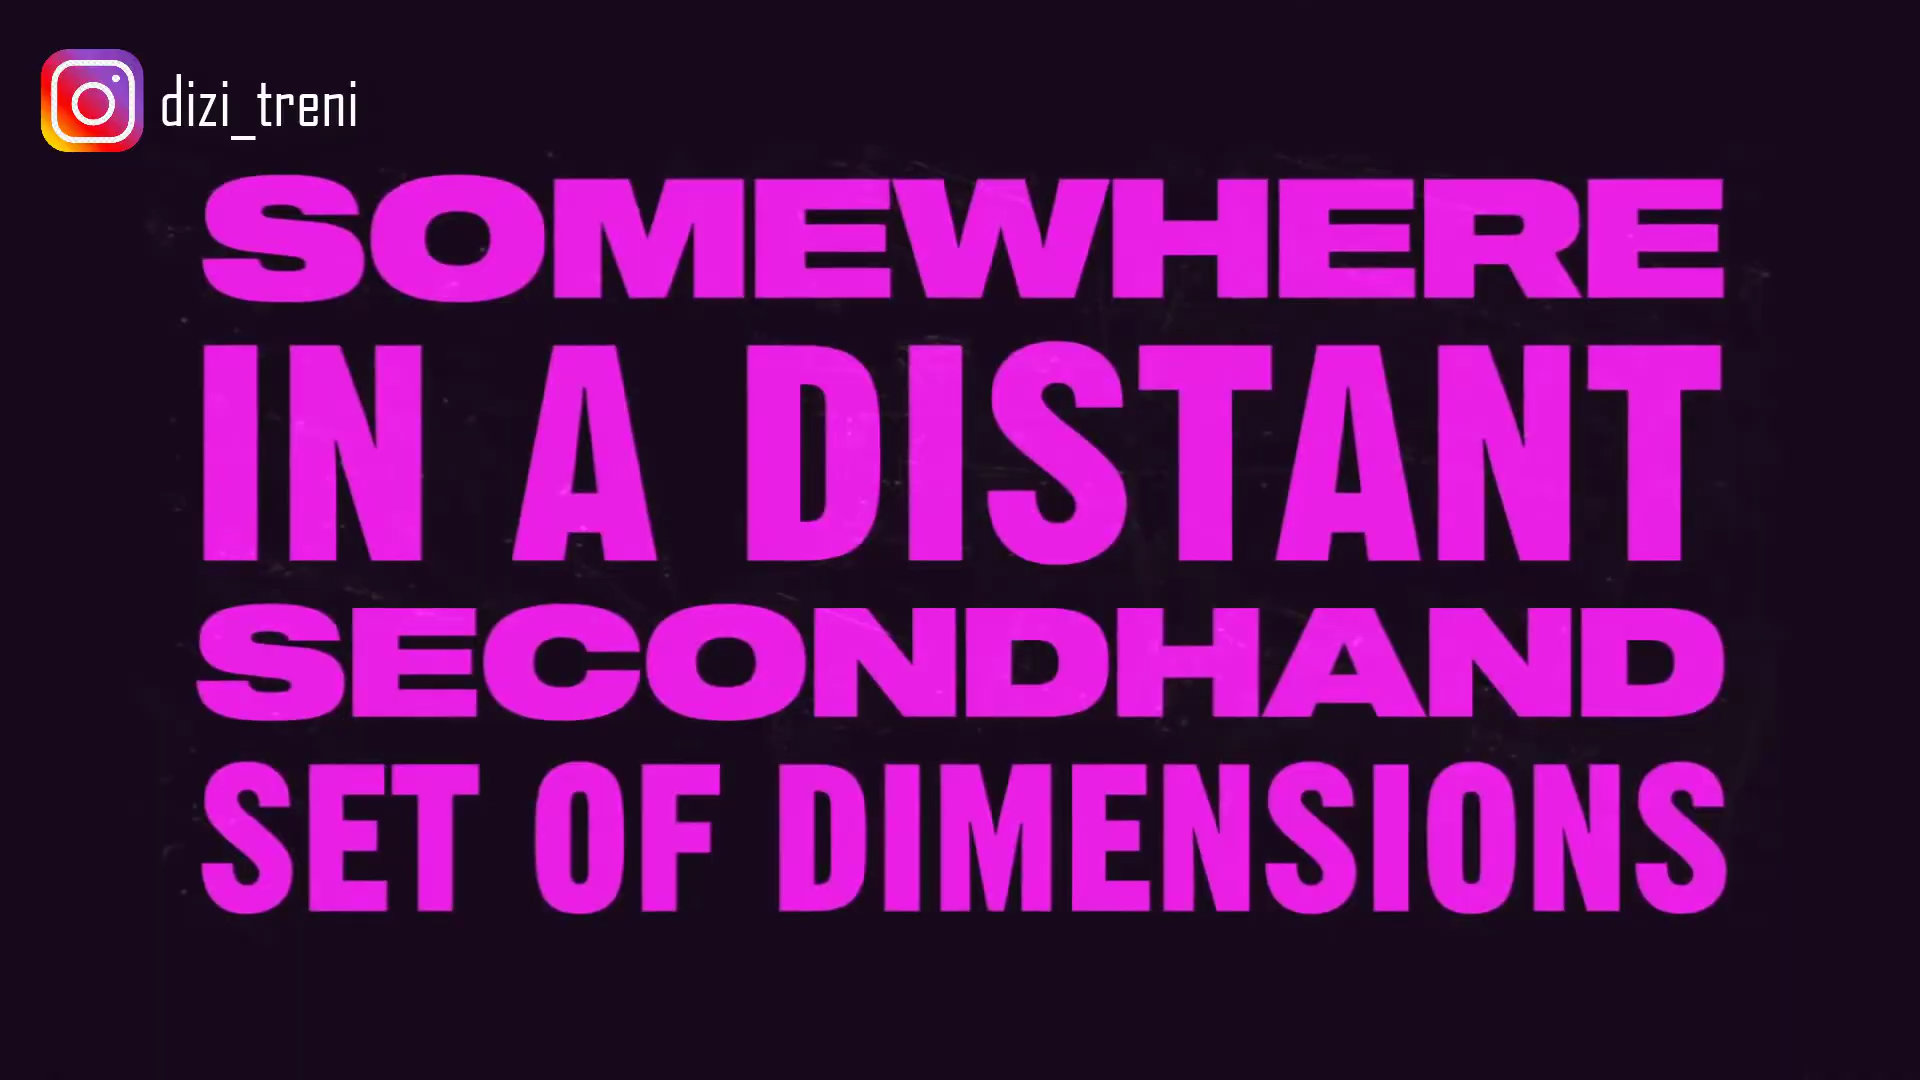 dizi_treni
SOMEWHERE
IN A DISTANT
SECONDHAND
SET OF DIMENSIONS